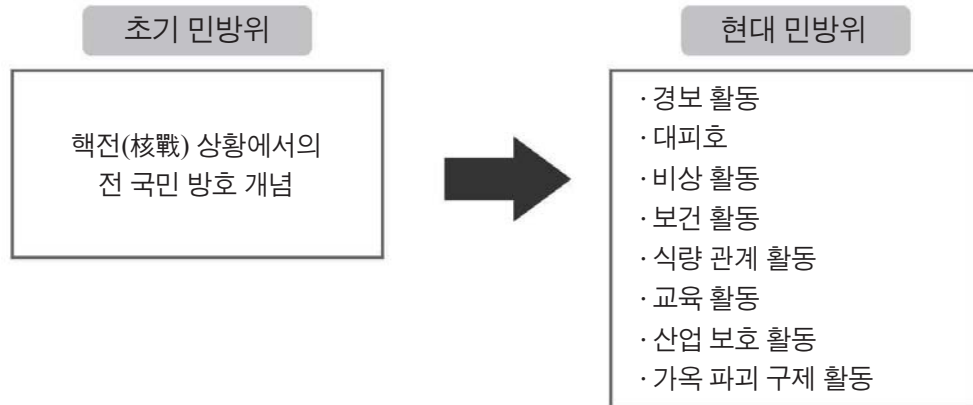 초기 민방위
핵전(核戰) 상황에서의
전 국민 방호 개념
현대 민방위
· 경보 활동
· 대피호
· 비상 활동
· 보건 활동
· 식량 관계 활동
· 교육 활동
· 산업 보호 활동
· 가옥 파괴 구제 활동